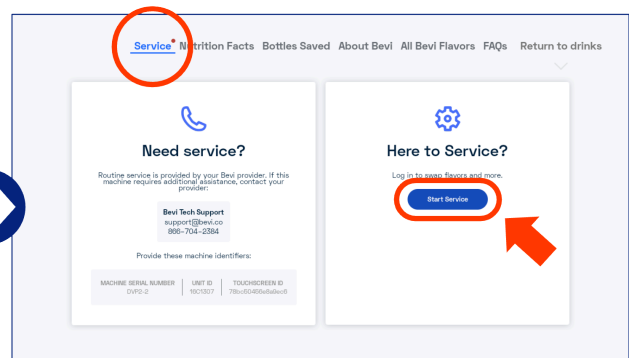 Service Nutrition Facts Bottles Saved About Bevi All Bevi Flavors FAQs Return to drinks
Need service?
Routine service is provided by your Bevi provider. If this
machine requires additional assistance, contact your
provider:
Bevi Tech Support
support@bevi.co
866-704-2384
Provide these machine identifiers:
MACHINE SERIAL NUMBER UNIT ID TOUCHSCREEN ID
DVP2-2 1601307 78bc60466e8a9ec6
Here to Service?
Log in to swap flavors and more.
Start Service